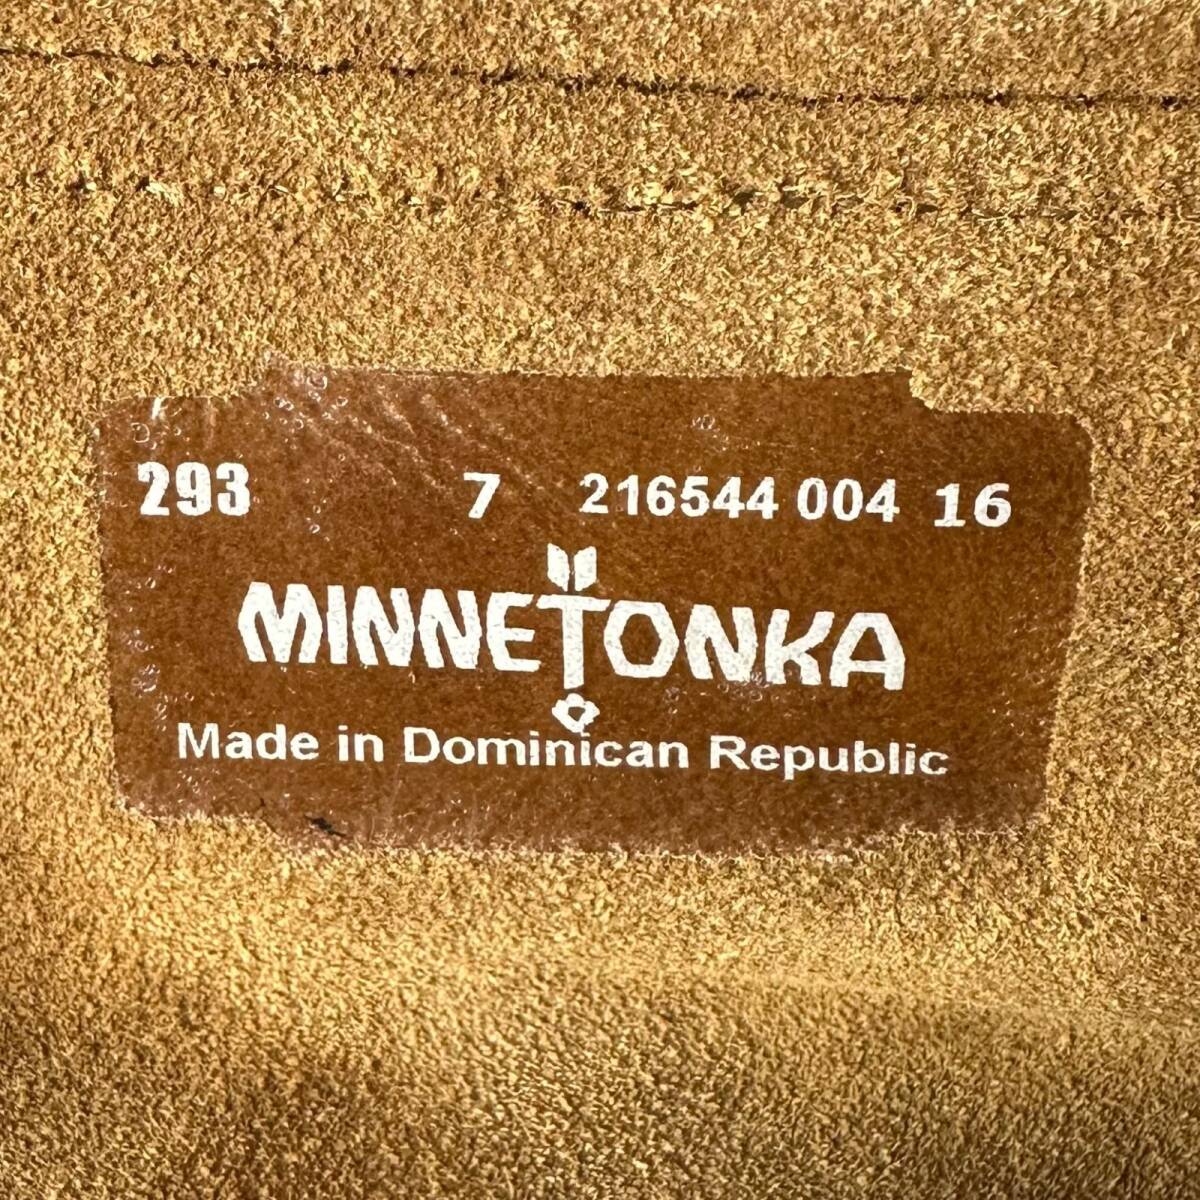 293 7 216544 004 16
MINNETONKA
Made in Dominican Republic